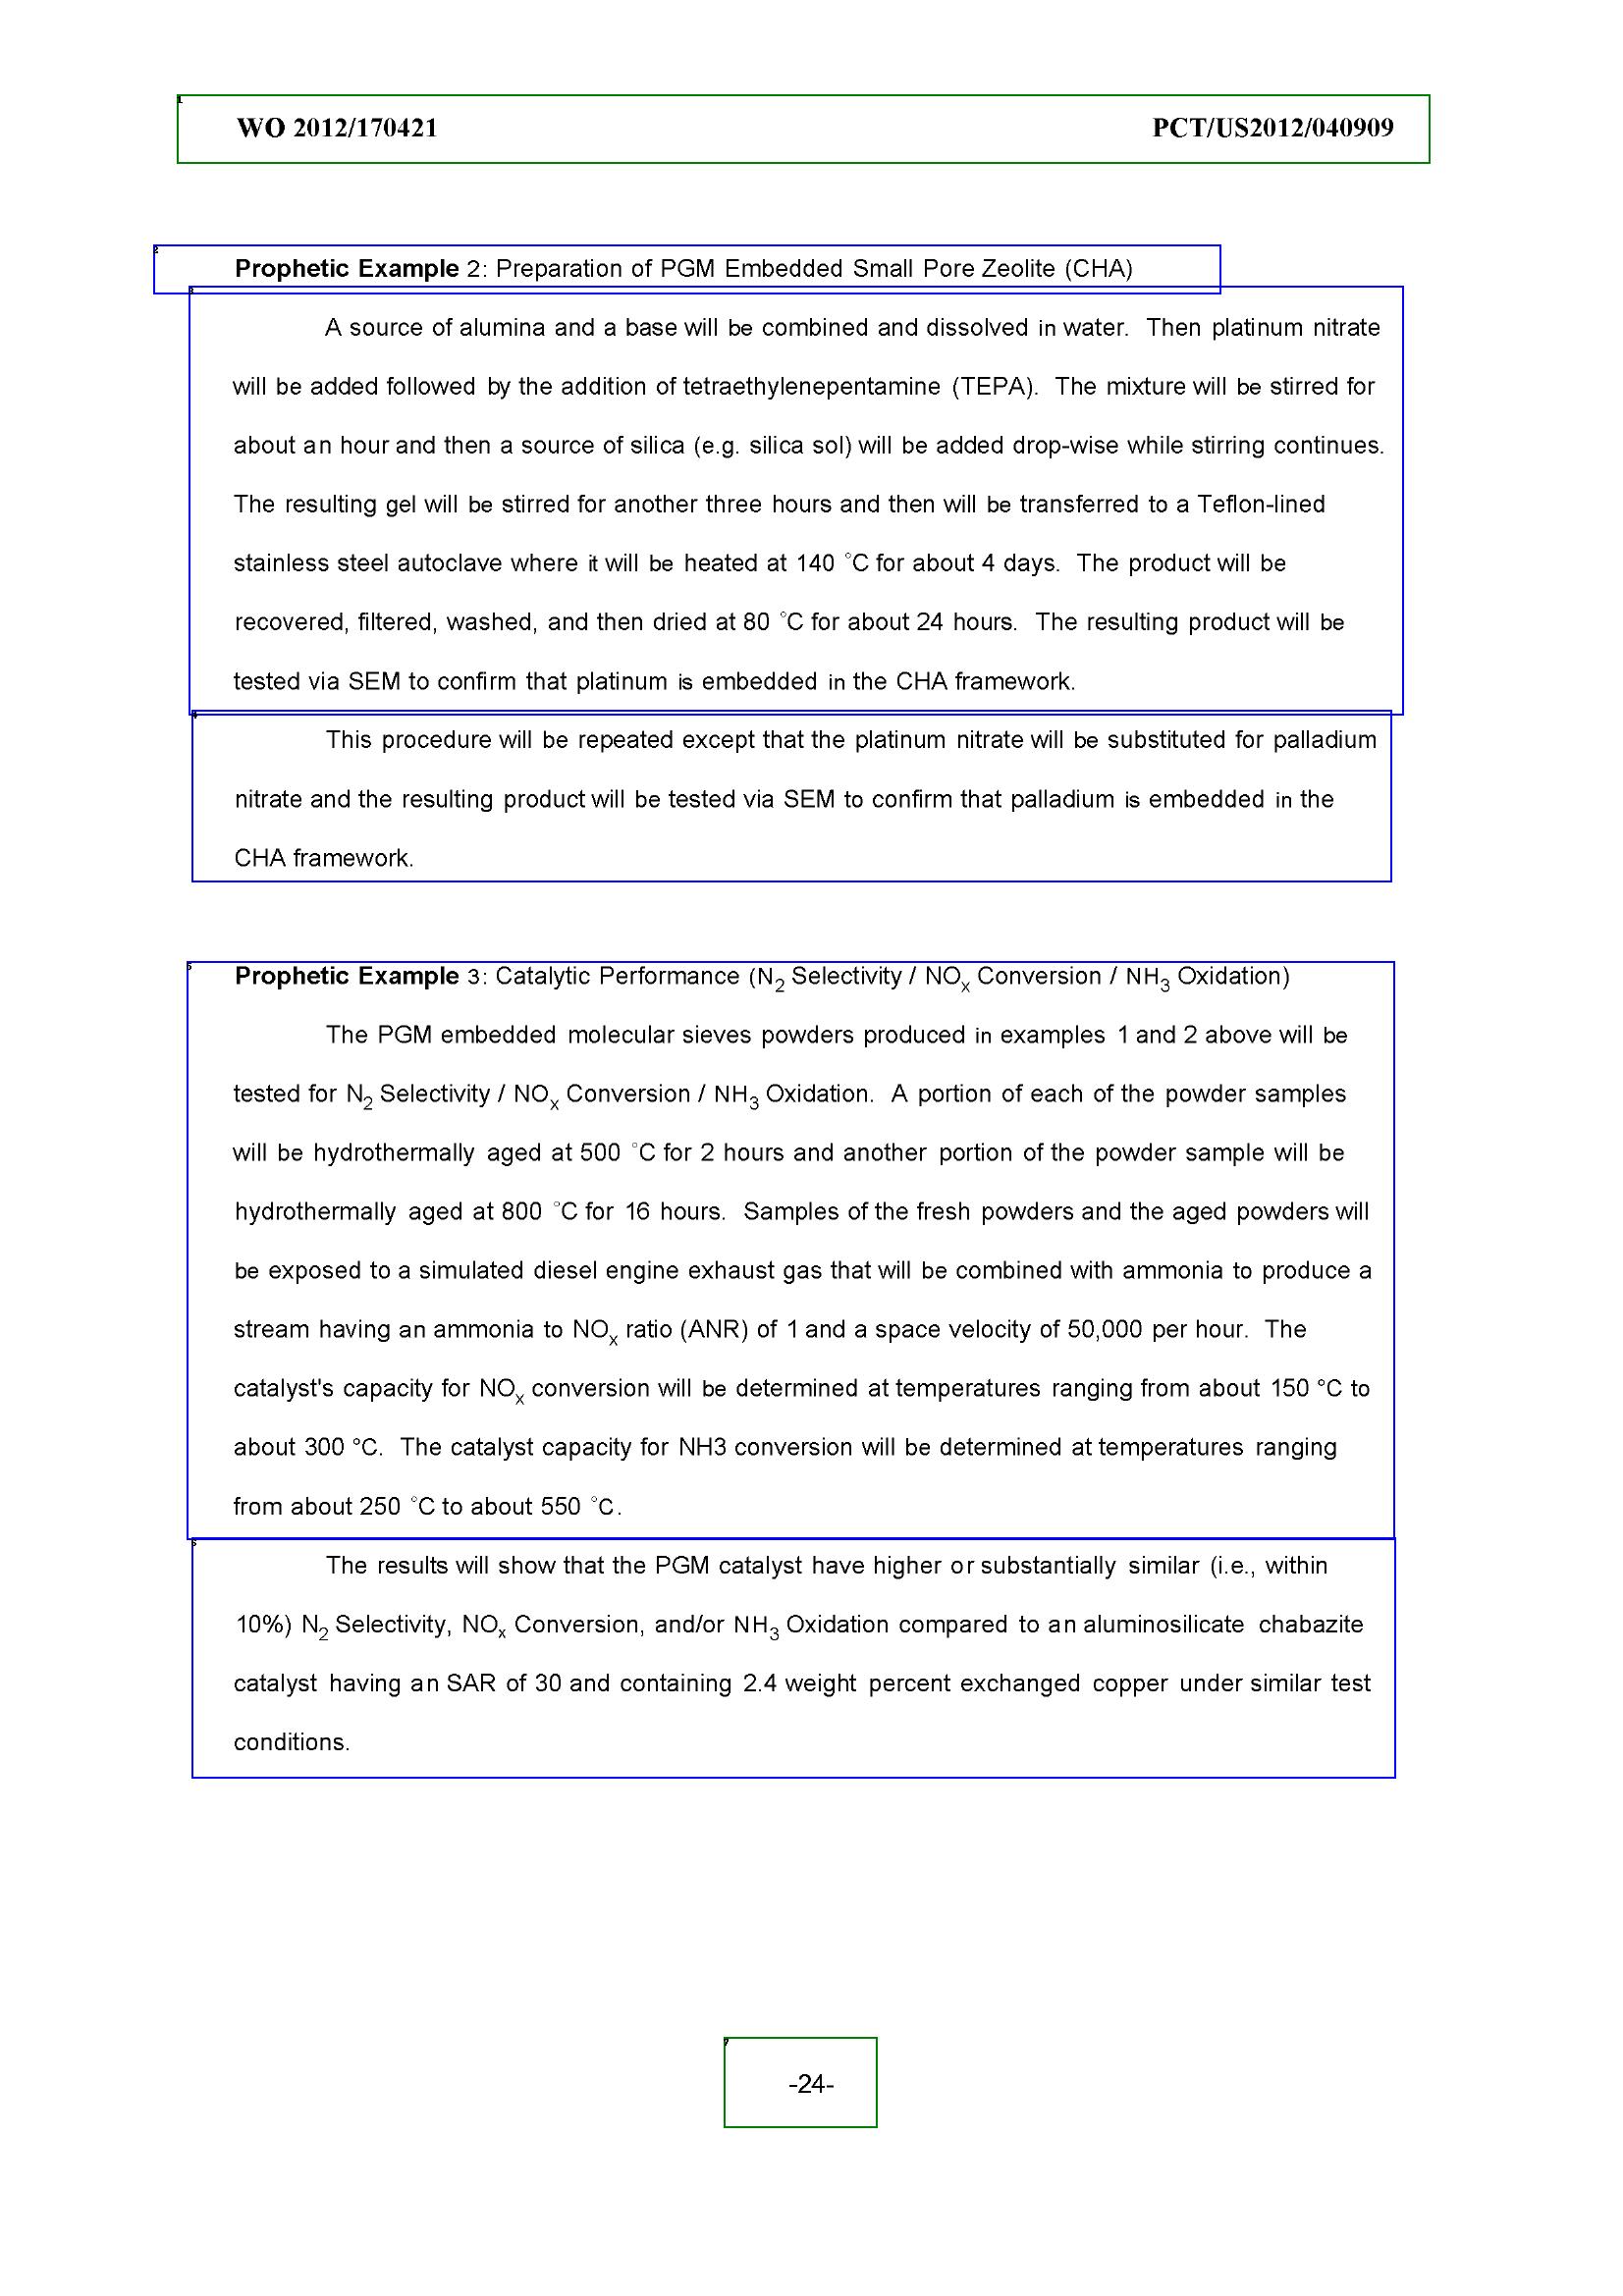 WO 2012/170421 PCT/US2012/040909
Prophetic Example 2: Preparation of PGM Embedded Small Pore Zeolite (CHA)
A source of alumina and a base will be combined and dissolved in water. Then platinum nitrate
will be added followed by the addition of tetraethylenepentamine (TEPA). The mixture will be stirred for
about an hour and then a source of silica (e.g. silica sol) will be added drop-wise while stirring continues.
The resulting gel will be stirred for another three hours and then will be transferred to a Teflon-lined
stainless steel autoclave where it will be heated at 140 °C for about 4 days. The product will be
recovered, filtered, washed, and then dried at 80 °C for about 24 hours. The resulting product will be
tested via SEM to confirm that platinum is embedded in the CHA framework.
This procedure will be repeated except that the platinum nitrate will be substituted for palladium
nitrate and the resulting product will be tested via SEM to confirm that palladium is embedded in the
CHA framework.
Prophetic Example 3: Catalytic Performance (N₂ Selectivity / NOₓ Conversion / NH₃ Oxidation)
The PGM embedded molecular sieves powders produced in examples 1 and 2 above will be
tested for N₂ Selectivity / NOₓ Conversion / NH₃ Oxidation. A portion of each of the powder samples
will be hydrothermally aged at 500 °C for 2 hours and another portion of the powder sample will be
hydrothermally aged at 800 °C for 16 hours. Samples of the fresh powders and the aged powders will
be exposed to a simulated diesel engine exhaust gas that will be combined with ammonia to produce a
stream having an ammonia to NOₓ ratio (ANR) of 1 and a space velocity of 50,000 per hour. The
catalyst's capacity for NOₓ conversion will be determined at temperatures ranging from about 150 °C to
about 300 °C. The catalyst capacity for NH3 conversion will be determined at temperatures ranging
from about 250 °C to about 550 °C.
The results will show that the PGM catalyst have higher or substantially similar (i.e., within
10%) N₂ Selectivity, NOₓ Conversion, and/or NH₃ Oxidation compared to an aluminosilicate chabazite
catalyst having an SAR of 30 and containing 2.4 weight percent exchanged copper under similar test
conditions.
-24-